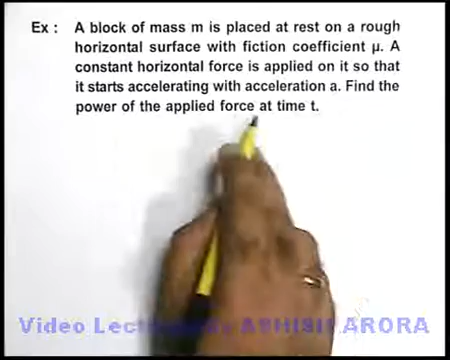 Ex : A block of mass m is placed at rest on a rough
horizontal surface with fiction coefficient μ. A
constant horizontal force is applied on it so that
it starts accelerating with acceleration a. Find the
power of the applied force at time t.
Video ARORA